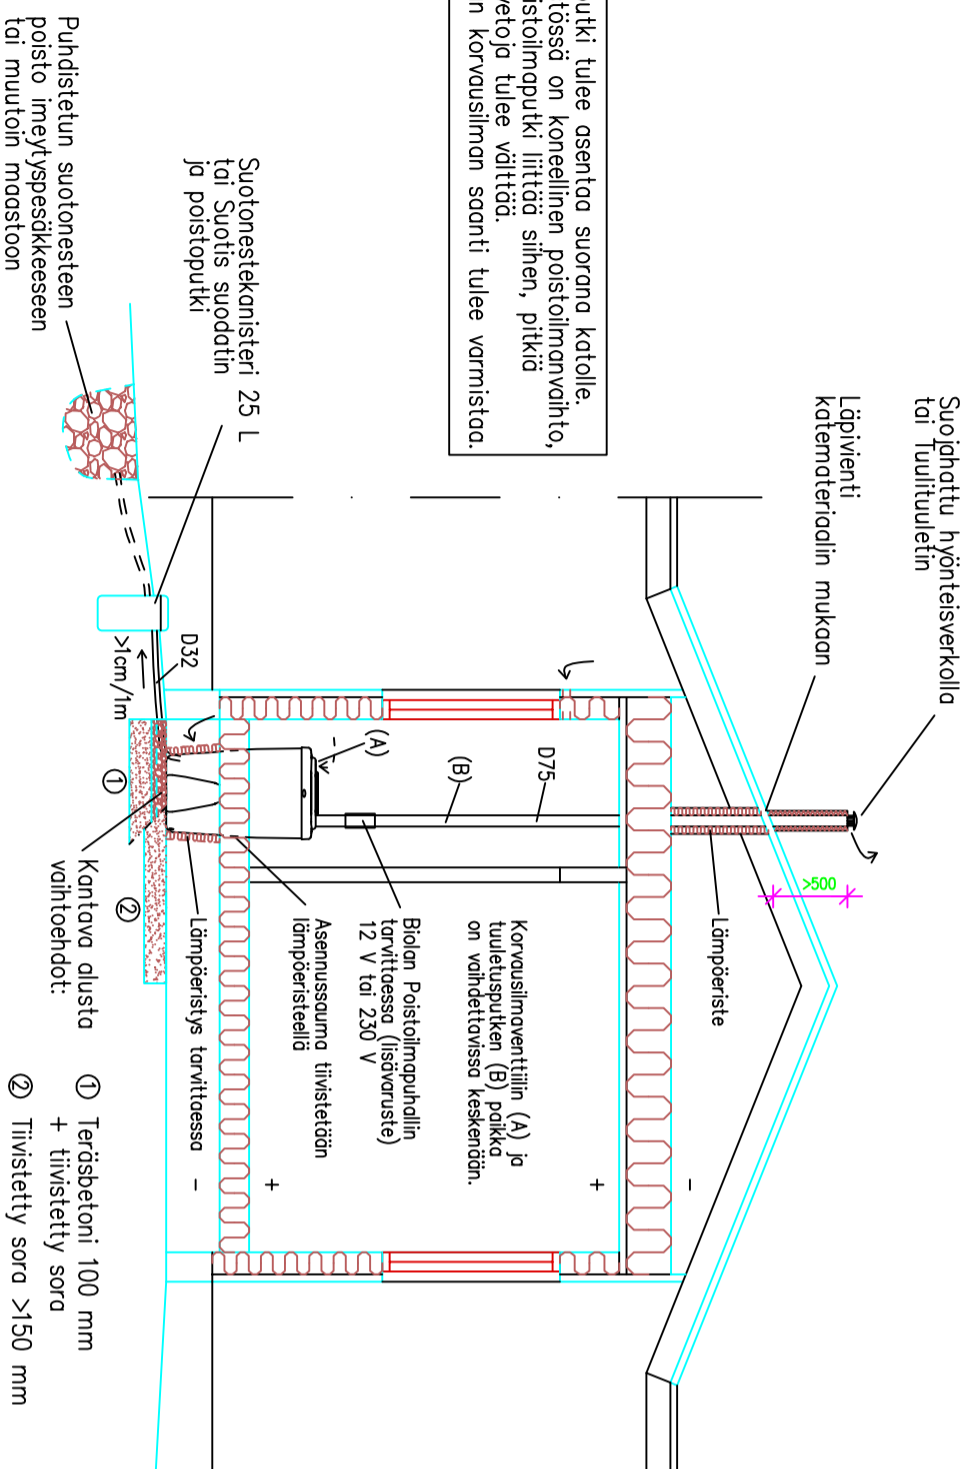 Suojahattu hyönteisverkolla
tai Tuulituuletin
Läpivienti
katemateriaalin mukaan
utki tulee asentaa suorana katolle.
tössä on koneellinen poistoilmanvaihto,
istoilmaputki liittää siihen, pitkiä
vetoja tulee välttää.
n korvausilman saanti tulee varmistaa.
>500
Lämpöeriste
D75
(B)
(A)
Korvausilmaventtiilin (A) ja
tuuletusputken (B) paikka
on vaihdettavissa keskenään.
Biolan Poistoilmapuhallin
tarvittaessa (lisävaruste)
12 V tai 230 V
Asennussauma tiivistetään
lämpöeristeellä
Lämpöeristys tarvittaessa
-
+
+
-
-
Suotonestekanisteri 25 L
tai Suotis suodatin
ja poistoputki
D32
>1cm/1m
Puhdistetun suotonesteen
poisto imeytyspesäkkeeseen
tai muutoin maastoon
①
②
Kantava alusta
vaihtoehdot:
① Teräsbetoni 100 mm
+ tiivistetty sora
② Tiivistetty sora >150 mm